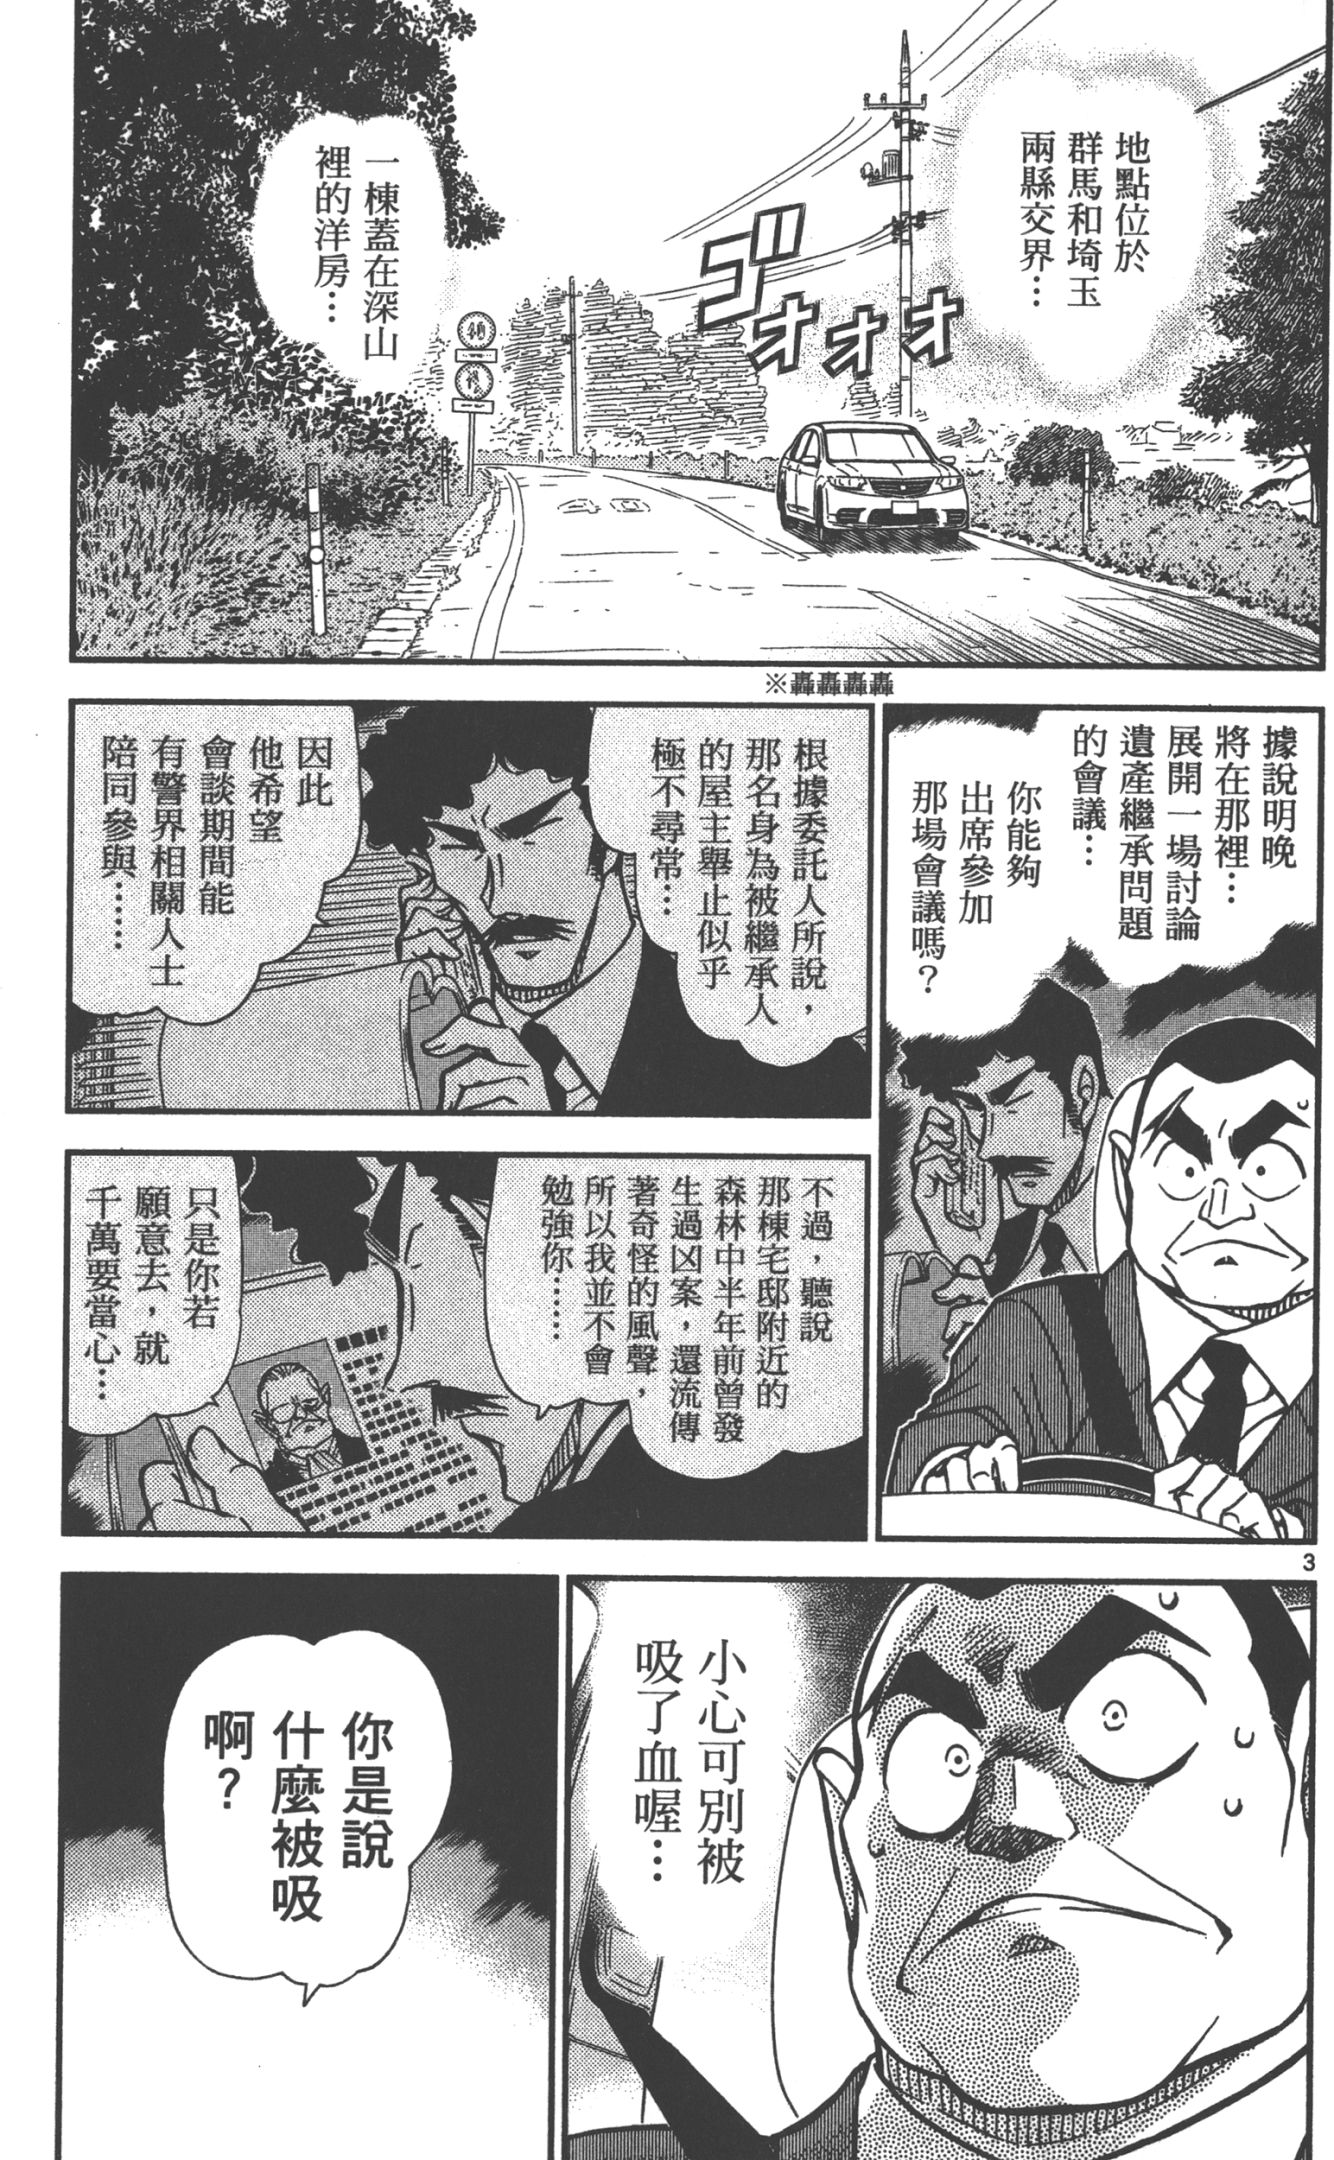 地點位於
群馬和埼玉
兩縣交界…
ゴオオオ
一棟蓋在深山
裡的洋房…
40
40
※轟轟轟轟
據說明晚
將在那裡…
展開一場討論
遺產繼承問題
的會議…
你能夠
出席參加
那場會議嗎？
根據委託人所說，
那名身為被繼承人
的屋主舉止似乎
極不尋常…
因此
他希望
會談期間能
有警界相關人士
陪同參與……
不過，聽說
那棟宅邸附近的
森林中半年前曾發
生過凶案，還流傳
著奇怪的風聲，
所以我並不會
勉強你……
只是你若
願意去，就
千萬要當心…
3
小心可別被
吸了血喔…
你是說
什麼被吸
啊？